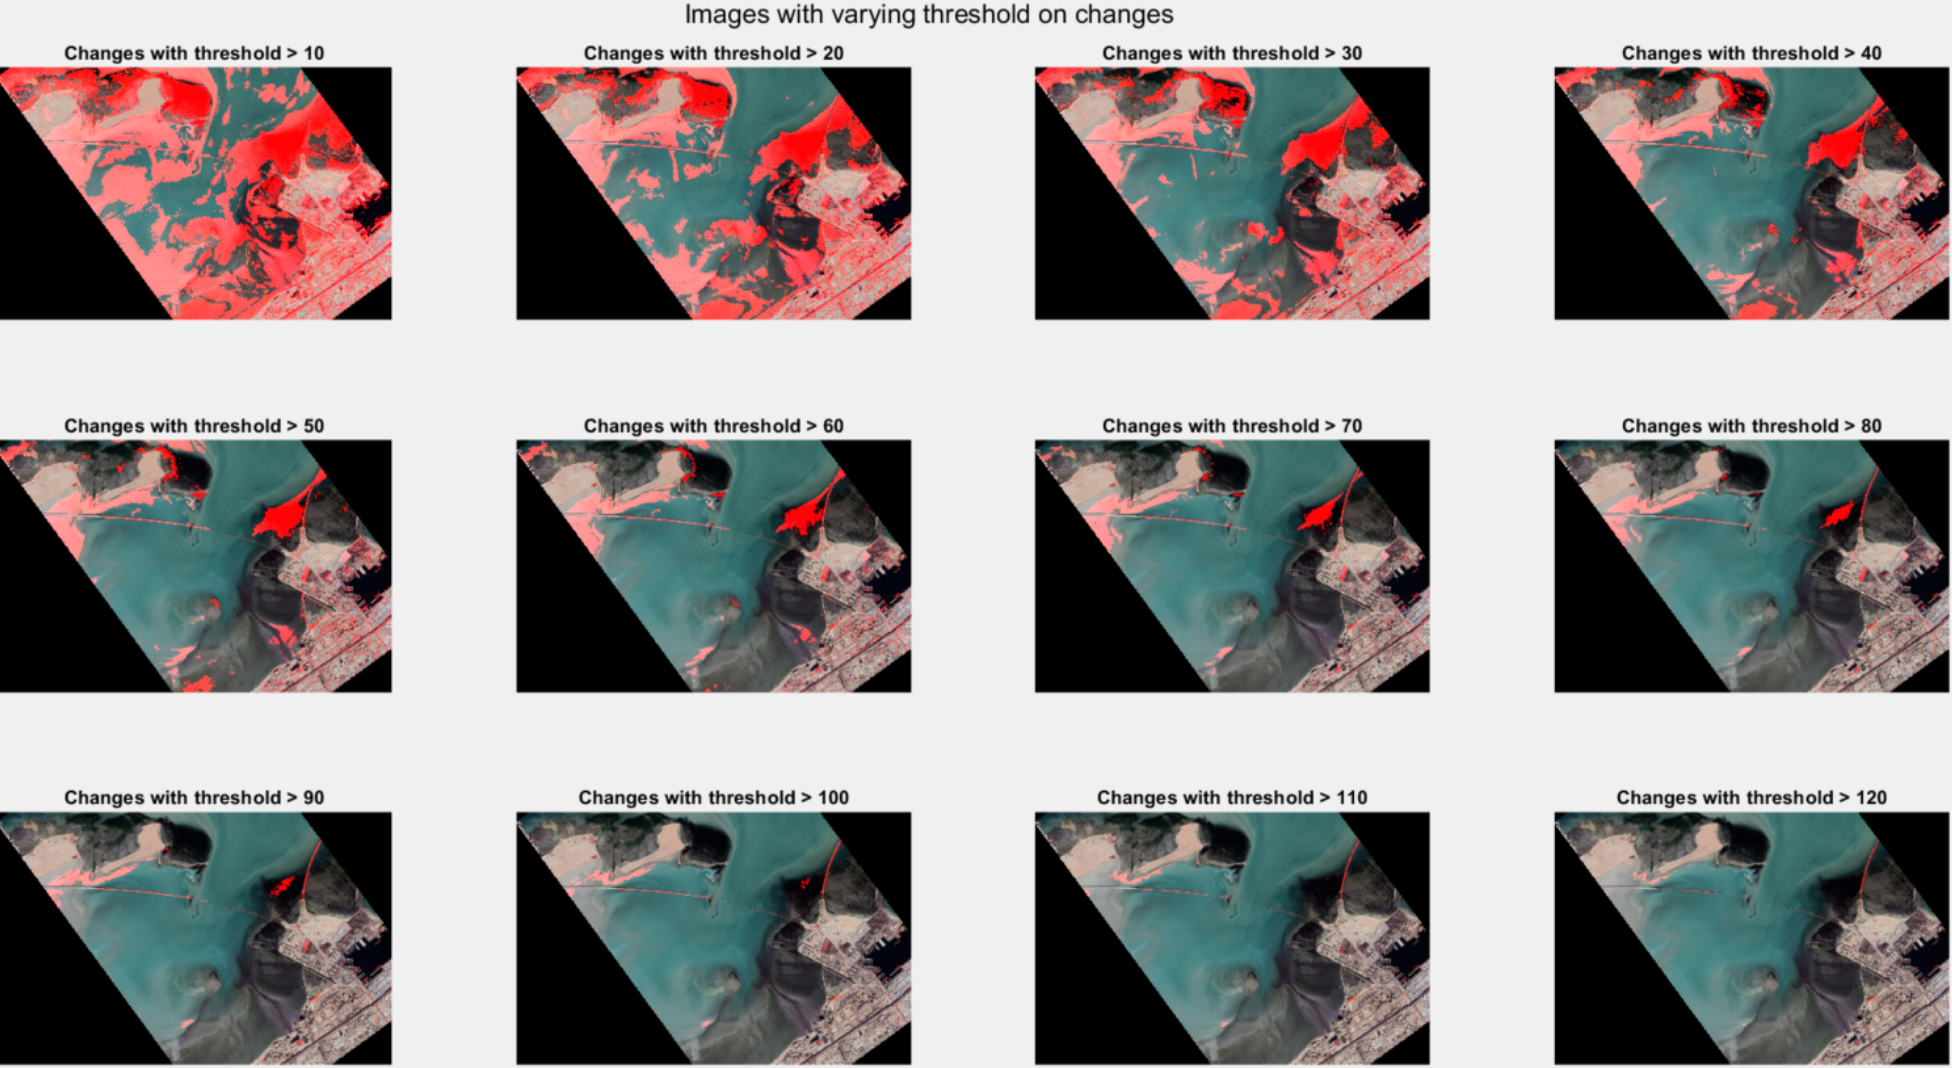 Images with varying threshold on changes
Changes with threshold > 10
Changes with threshold > 20
Changes with threshold > 30
Changes with threshold > 40
Changes with threshold > 50
Changes with threshold > 60
Changes with threshold > 70
Changes with threshold > 80
Changes with threshold > 90
Changes with threshold > 100
Changes with threshold > 110
Changes with threshold > 120